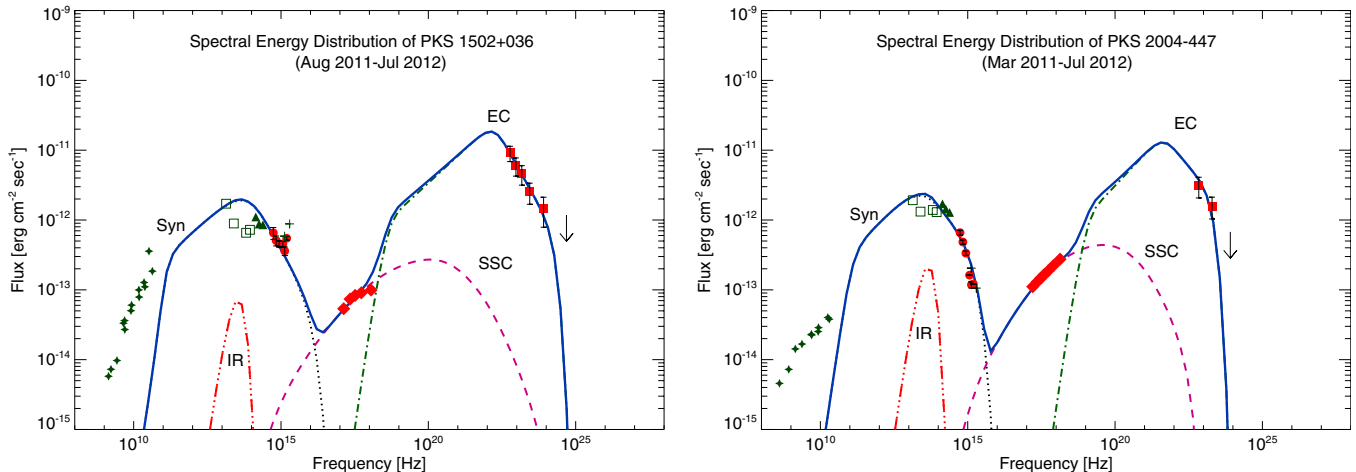 Spectral Energy Distribution of PKS 1502+036
(Aug 2011-Jul 2012)
EC
Syn
SSC
IR
10^-9
10^-10
10^-11
10^-12
10^-13
10^-14
10^-15
Flux [erg cm^-2 sec^-1]
10^10
10^15
10^20
10^25
Frequency [Hz]
Spectral Energy Distribution of PKS 2004-447
(Mar 2011-Jul 2012)
EC
Syn
SSC
IR
10^-9
10^-10
10^-11
10^-12
10^-13
10^-14
10^-15
Flux [erg cm^-2 sec^-1]
10^10
10^15
10^20
10^25
Frequency [Hz]